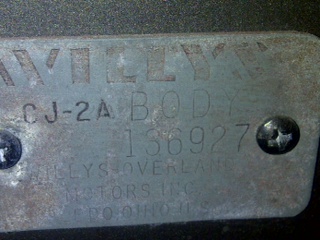 WILLYS
CJ-2A BODY
136927
WILLYS-OVERLAND
MOTORS INC